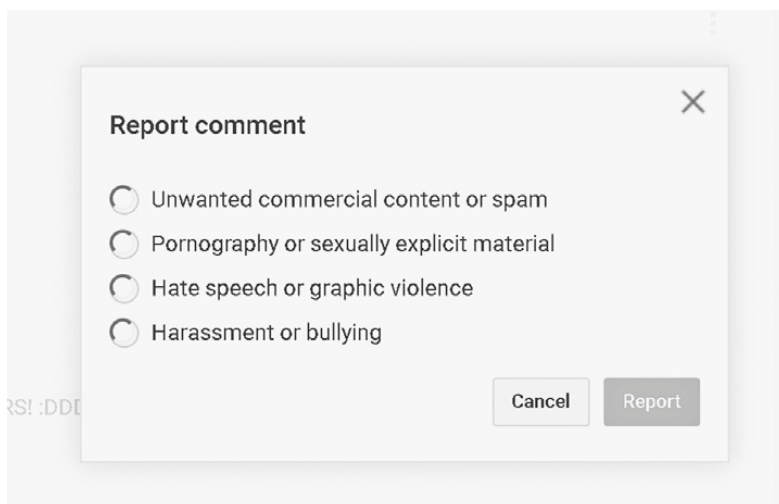 Report comment
Unwanted commercial content or spam
Pornography or sexually explicit material
Hate speech or graphic violence
Harassment or bullying
RS! :DDD
Cancel Report